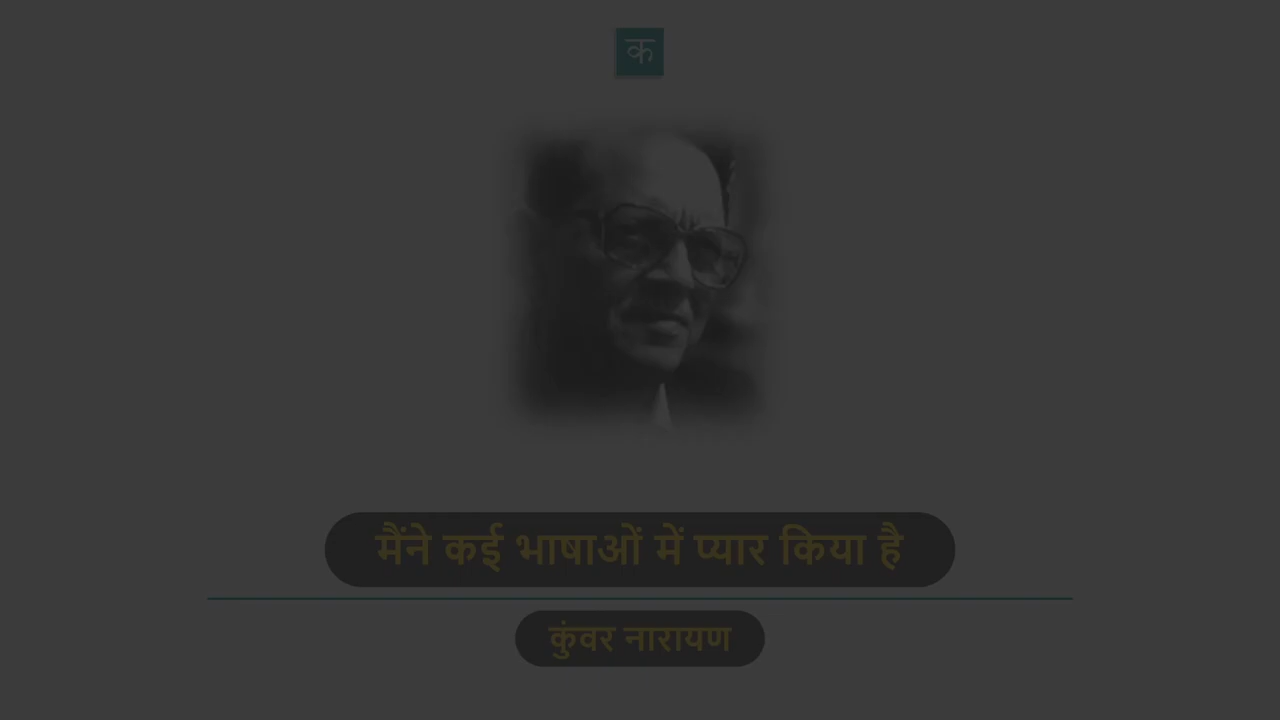 क
मैंने कई भाषाओं में प्यार किया है
कुंवर नारायण